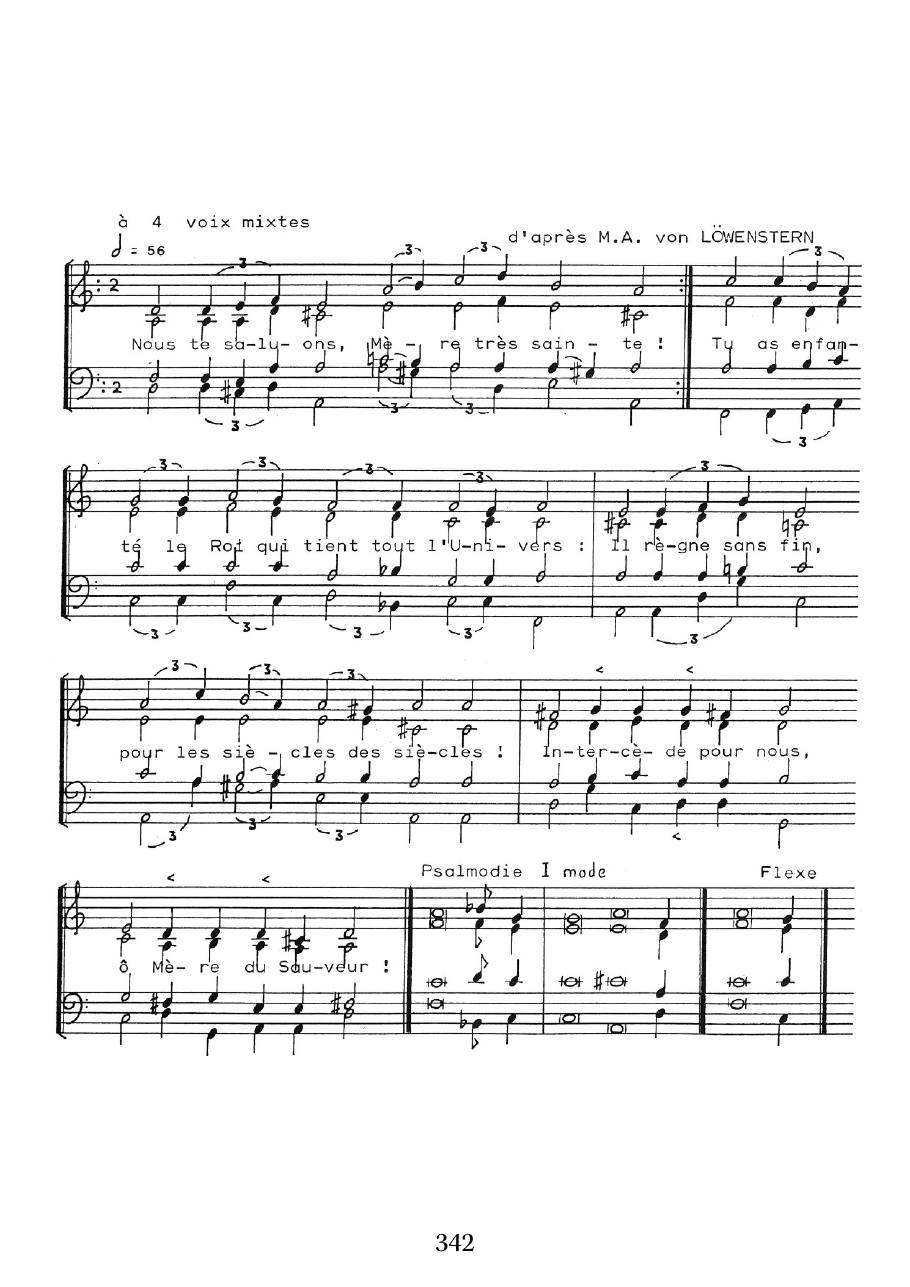 à 4 voix mixtes
= 56
d'après M.A. von LÖWENSTERN
Nous te sa-lu-ons, Mè - re très sain - te ! Tu as enfan-
té le Roi qui tient tout l'U-ni-vers : Il rè-gne sans fin,
pour les siè - cles des siè-cles ! In-ter-cè- de pour nous,
Psalmodie I mode Flexe
ô Mè- re du Sau-veur !
342